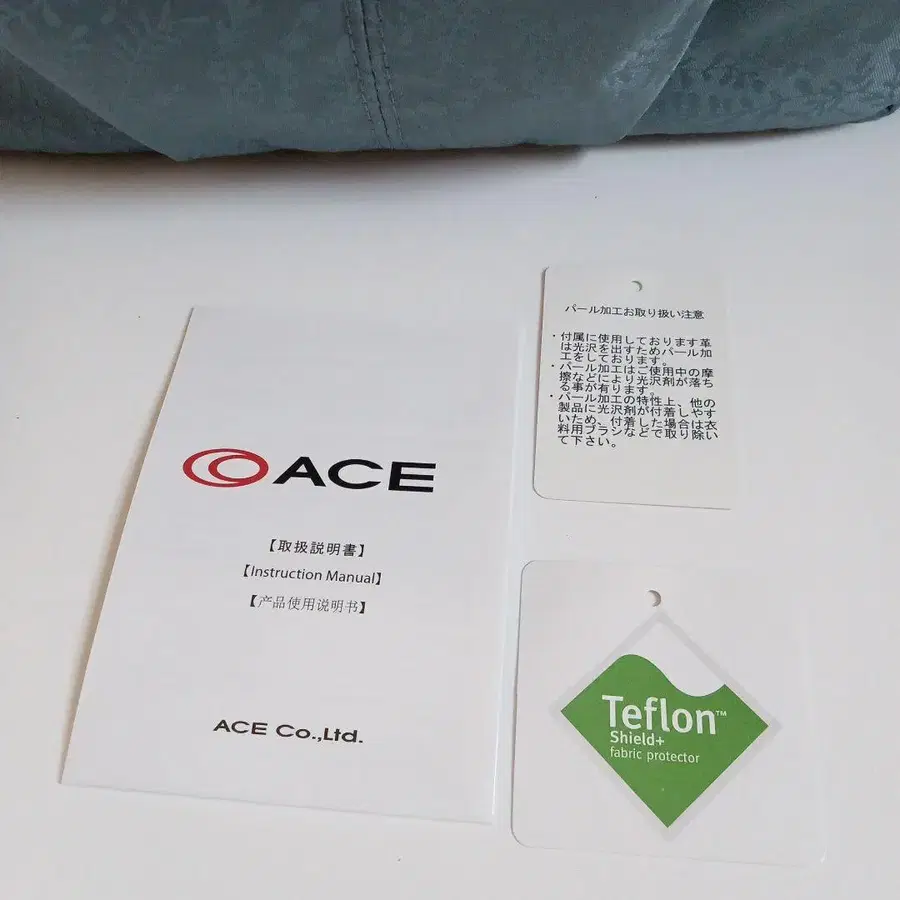 ACE
【取扱説明書】
【Instruction Manual】
【产品使用说明书】
ACE Co.,Ltd.
パール加工お取り扱い注意
・付属に使用しております革
は光沢を出すためパール加
工をしております。
・パール加工はご使用中の摩
擦などにより光沢剤が落ち
る事が有ります。
・パール加工の特性上、他の
製品に光沢剤が付着しやす
いため、付着した場合は衣
料用ブラシなどで取り除い
て下さい。
Teflon™
Shield+
fabric protector